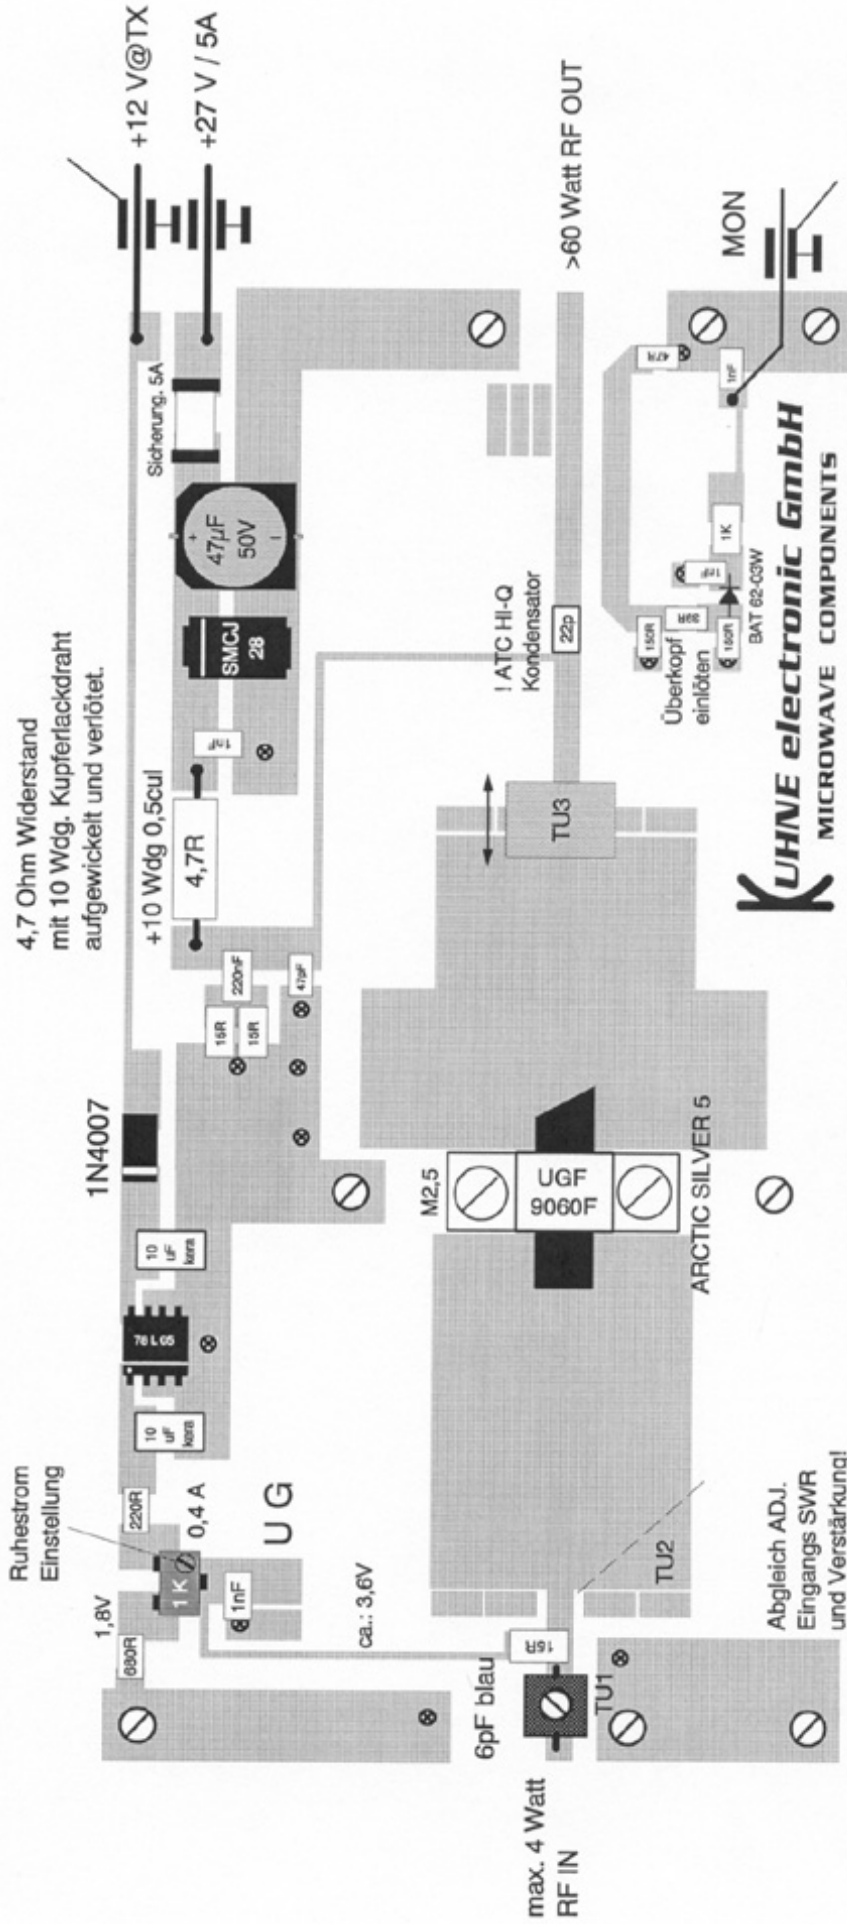 4,7 Ohm Widerstand
mit 10 Wdg. Kupferlackdraht
aufgewickelt und verlötet.
+12 V@TX
+27 V / 5A
Ruhestrom
Einstellung
1,8V
680R
220R
1 K
0,4 A
10
uF
kera
78L05
10
uF
kera
1N4007
+10 Wdg 0,5cul
4,7R
Sicherung. 5A
+
47µF
50V
–
SMCJ
28
1nF
220nF
15R
15R
47pF
1nF
U G
ca.: 3,6V
M2,5
UGF
9060F
ARCTIC SILVER 5
! ATC HI-Q
Kondensator
22p
TU3
>60 Watt RF OUT
6pF blau
16R
max. 4 Watt
RF IN
TU1
TU2
Abgleich ADJ.
Eingangs SWR
und Verstärkung!
Überkopf
einlöten
150R
150R
1nF
1K
BAT 62-03W
47R
1nF
MON
KUHNE electronic GmbH
MICROWAVE COMPONENTS